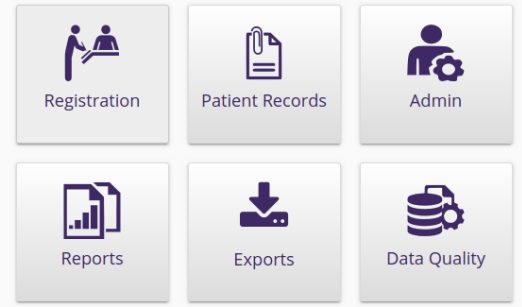 Registration
Patient Records
Admin
Reports
Exports
Data Quality